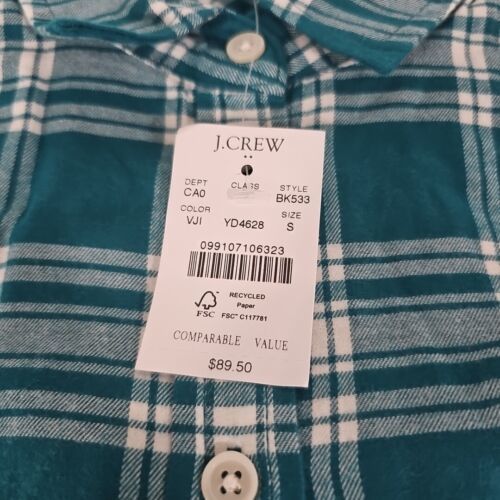 J.CREW
DEPT CLASS STYLE
CA0 BK533
COLOR SIZE
VJI YD4628 S
099107106323
RECYCLED
Paper
FSC FSC™ C117781
COMPARABLE VALUE
$89.50